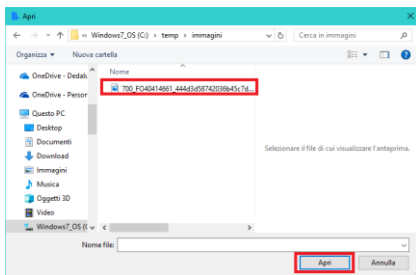 Apri
« Windows7_OS (C:) › temp › immagini
Cerca in immagini
Organizza
Nuova cartella
Nome
OneDrive - Dedalu
700_FO40414661_444d3d58742036b45c7d...
OneDrive - Person
Questo PC
Desktop
Documenti
Download
Immagini
Musica
Oggetti 3D
Video
Windows7_OS (C
Selezionare il file di cui visualizzare l'anteprima.
Nome file:
Apri
Annulla